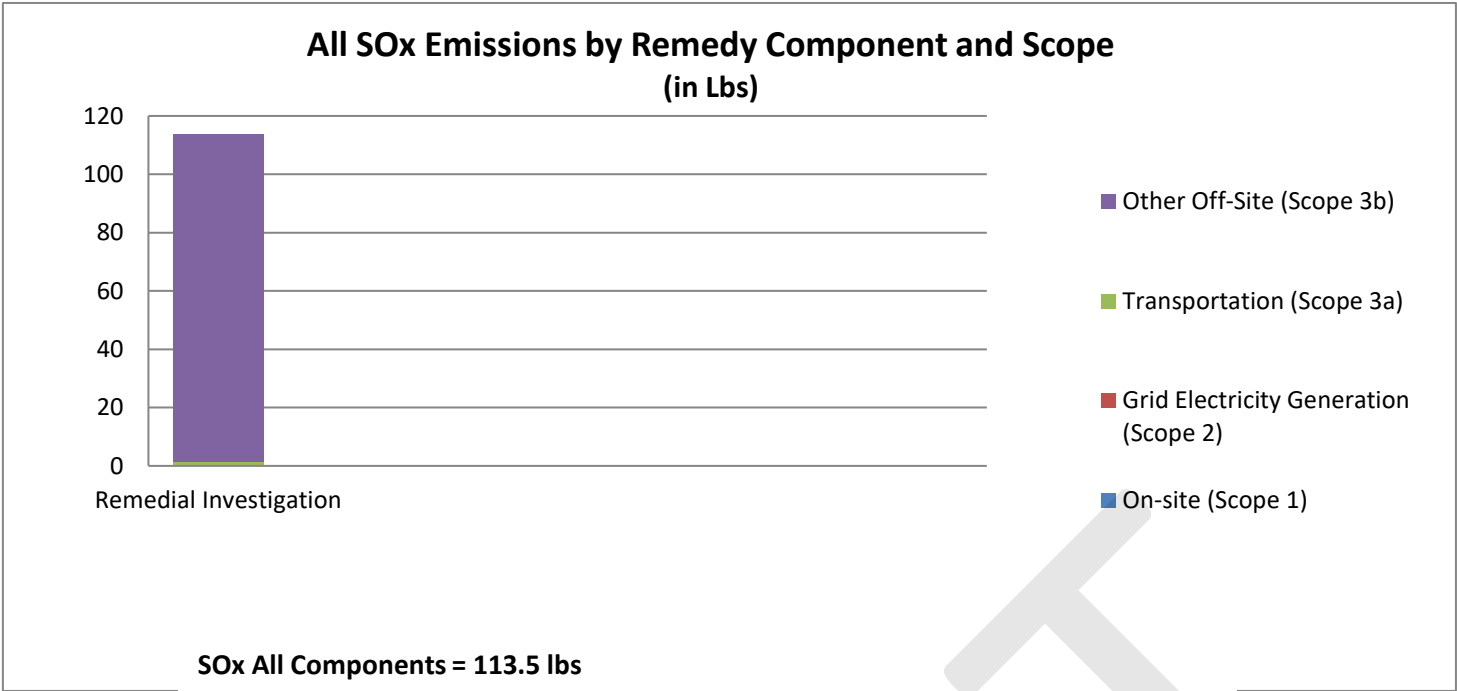 All SOx Emissions by Remedy Component and Scope
(in Lbs)
120
100
80
60
40
20
0
Remedial Investigation
Other Off-Site (Scope 3b)
Transportation (Scope 3a)
Grid Electricity Generation
(Scope 2)
On-site (Scope 1)
SOx All Components = 113.5 lbs